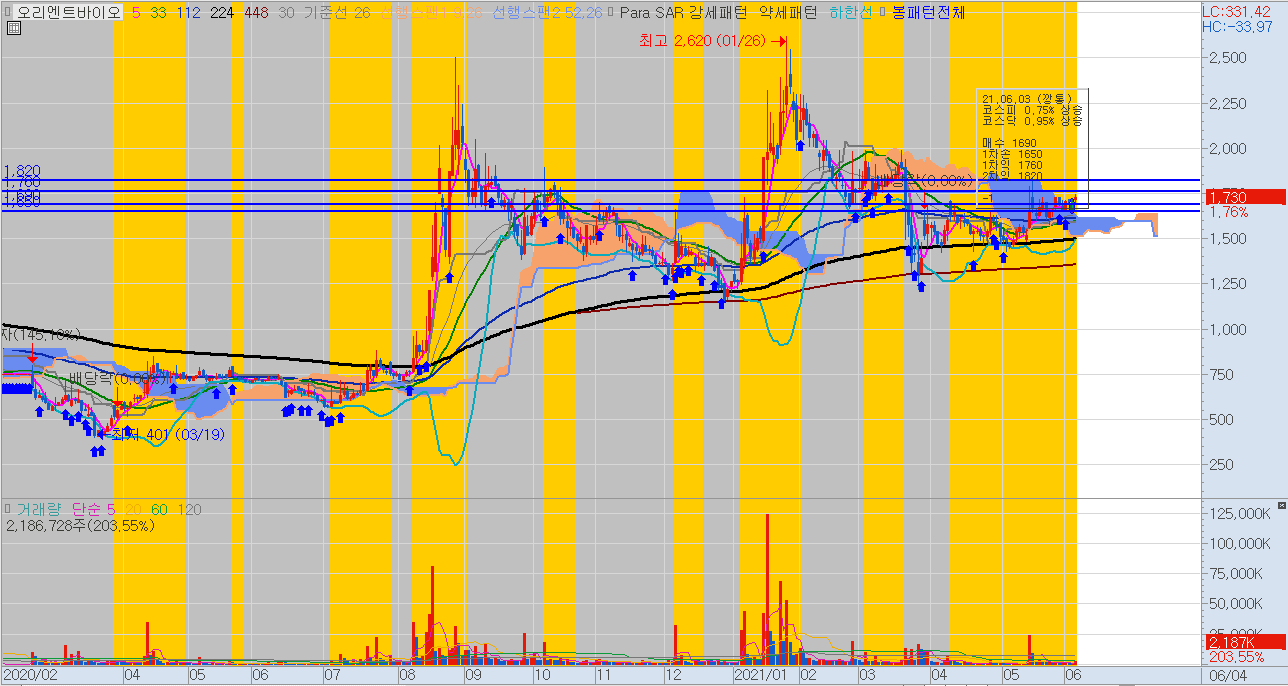 오리엔트바이오 5 33 112 224 448 30 기준선 26 선행스팬1 9,26 선행스팬2 52,26 Para SAR 강세패턴 약세패턴 하한선 봉패턴전체
LC:331.42
HC:-33.97
최고 2,620 (01/26)
2,500
21.06.03 (깡통)
코스피 0.75% 상승
코스닥 0.95% 상승
매수 1690
1차손 1650
1차익 1760
2차익 1820
-1
2,250
2,000
1,820
1,760
1,690
1,650
배당락(0.00%)
1,730
1.76%
1,500
1,250
1,000
자(145.10%)
750
배당락(0.00%)
500
최저 401 (03/19)
250
거래량 단순 5 20 60 120
2,186,728주(203.55%)
125,000K
100,000K
75,000K
50,000K
25,000K
2,187K
203.55%
2020/02 04 05 06 07 08 09 10 11 12 2021/01 02 03 04 05 06 06/04